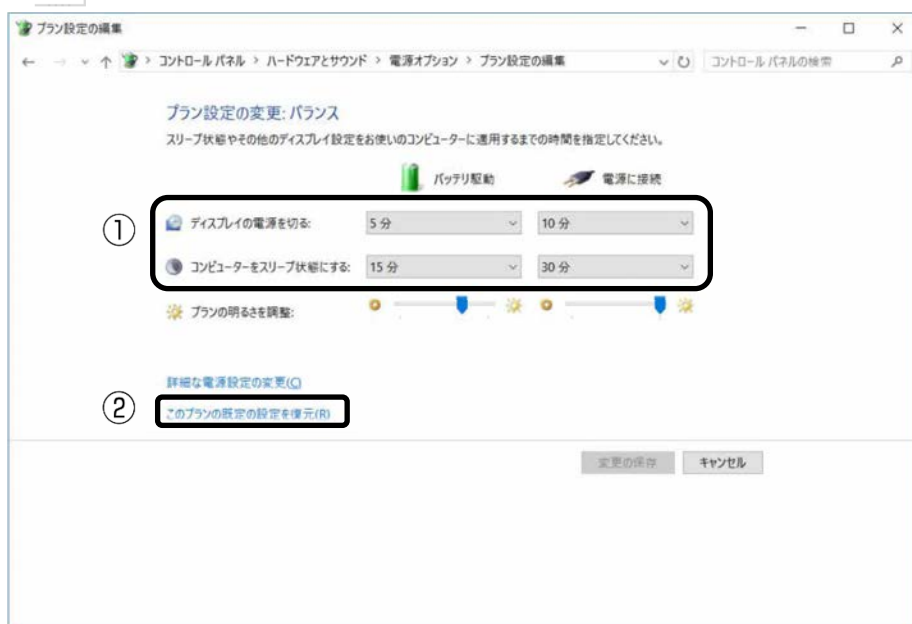 プラン設定の編集
コントロール パネル > ハードウェアとサウンド > 電源オプション > プラン設定の編集 コントロール パネルの検索
プラン設定の変更: バランス
スリープ状態やその他のディスプレイ設定をお使いのコンピューターに適用するまでの時間を指定してください。
バッテリ駆動 電源に接続
① ディスプレイの電源を切る: 5 分 10 分
コンピューターをスリープ状態にする: 15 分 30 分
プランの明るさを調整:
詳細な電源設定の変更(C)
② このプランの既定の設定を復元(R)
変更の保存 キャンセル